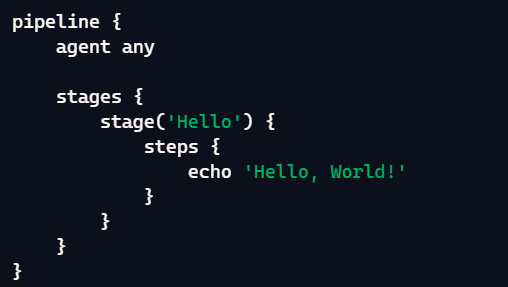 pipeline {
    agent any

    stages {
        stage('Hello') {
            steps {
                echo 'Hello, World!'
            }
        }
    }
}